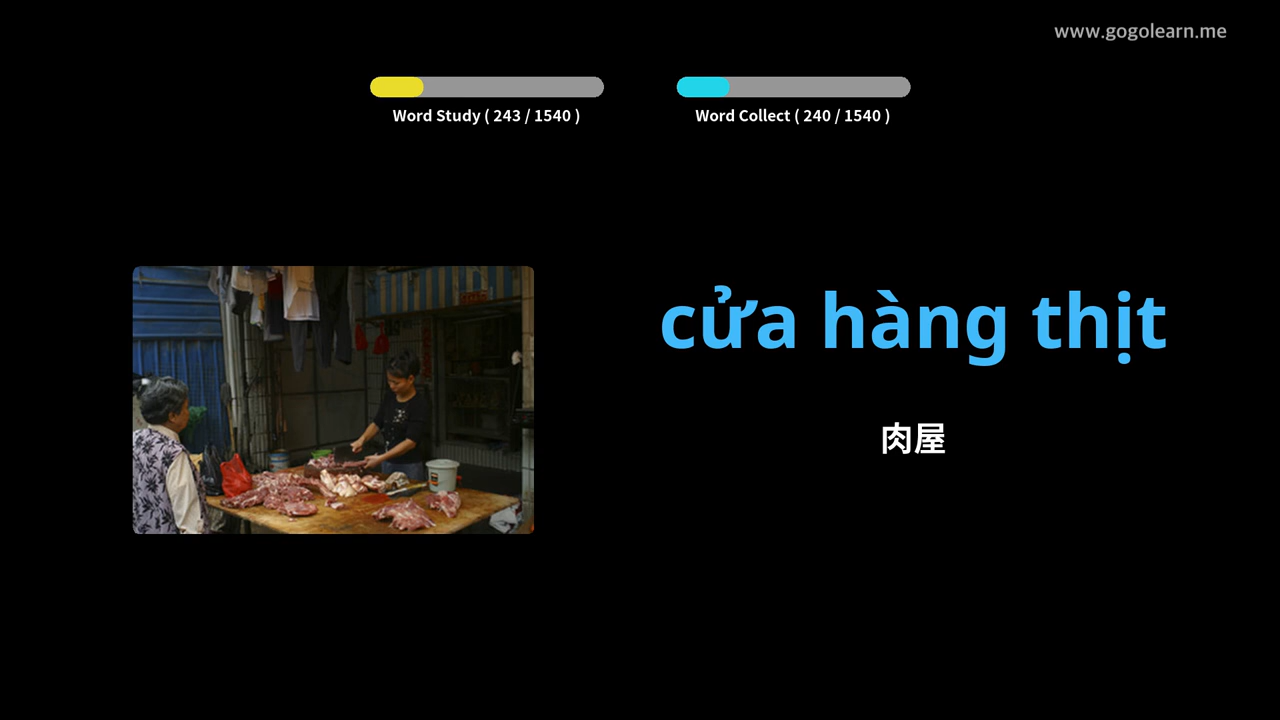 www.gogolearn.me
Word Study ( 243 / 1540 )
Word Collect ( 240 / 1540 )
cửa hàng thịt
肉屋